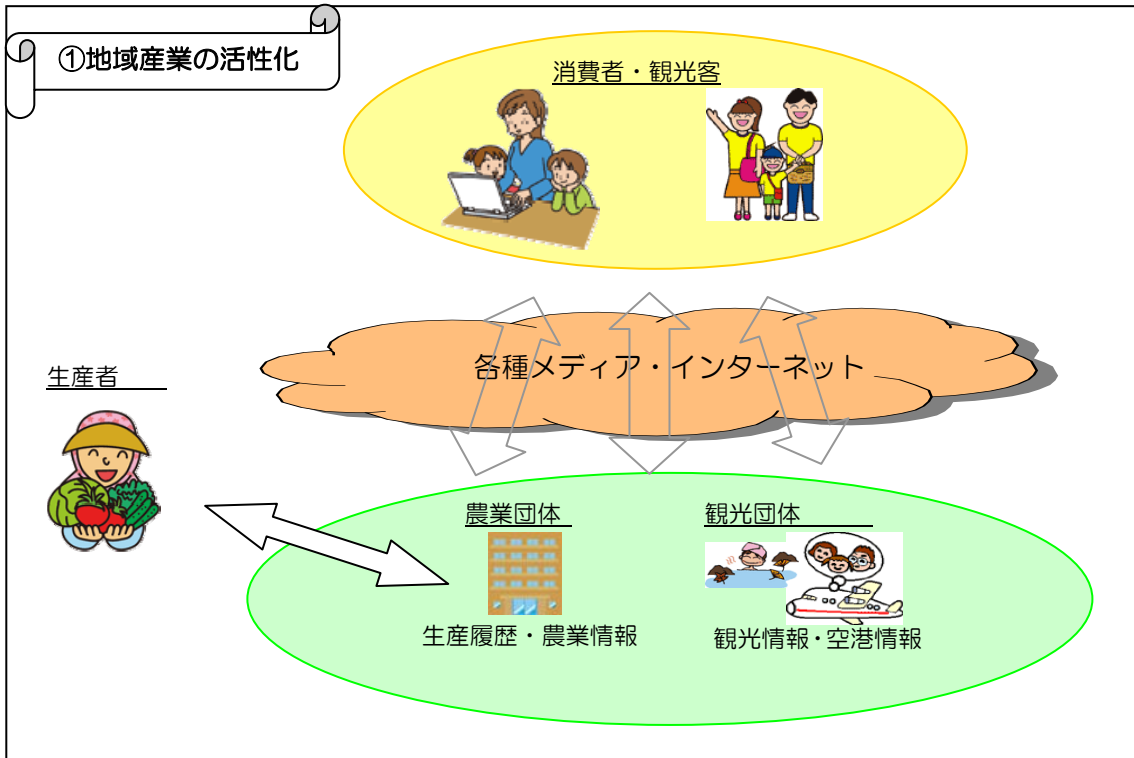 ①地域産業の活性化
消費者・観光客
各種メディア・インターネット
生産者
農業団体
観光団体
生産履歴・農業情報
観光情報・空港情報